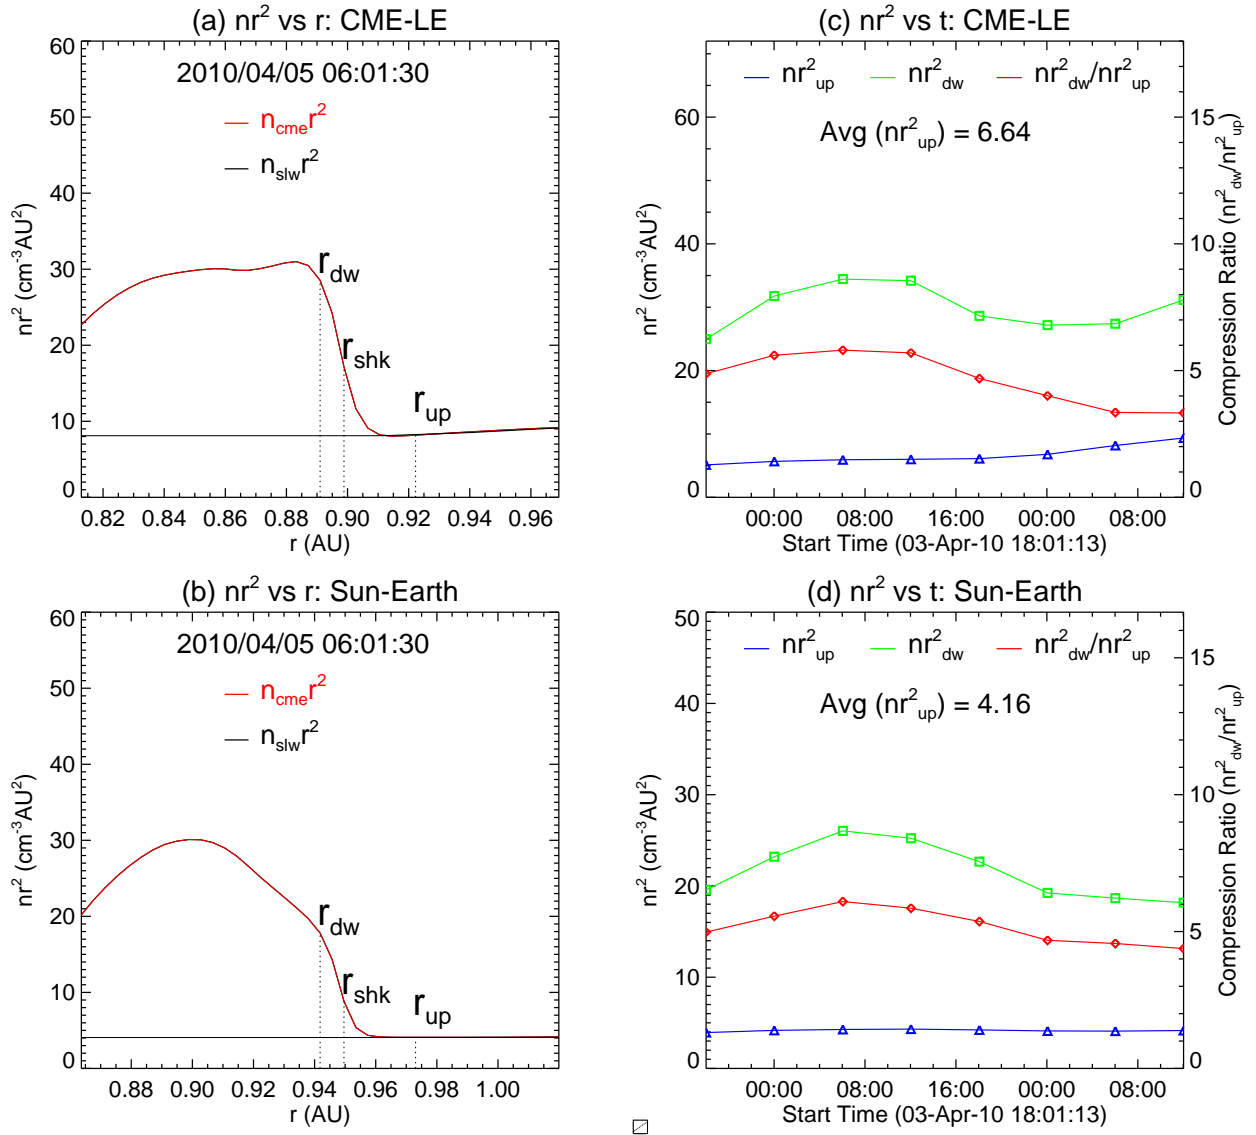 (a) nr² vs r: CME-LE
2010/04/05 06:01:30
n_cme r²
n_slw r²
r_dw
r_shk
r_up
60
50
40
30
20
10
0
nr² (cm⁻³AU²)
0.82 0.84 0.86 0.88 0.90 0.92 0.94 0.96
r (AU)
(c) nr² vs t: CME-LE
nr²_up nr²_dw nr²_dw/nr²_up
Avg (nr²_up) = 6.64
60
40
20
0
nr² (cm⁻³AU²)
15
10
5
0
Compression Ratio (nr²_dw/nr²_up)
00:00 08:00 16:00 00:00 08:00
Start Time (03-Apr-10 18:01:13)
(b) nr² vs r: Sun-Earth
2010/04/05 06:01:30
n_cme r²
n_slw r²
r_dw
r_shk
r_up
60
50
40
30
20
10
0
nr² (cm⁻³AU²)
0.88 0.90 0.92 0.94 0.96 0.98 1.00
r (AU)
(d) nr² vs t: Sun-Earth
nr²_up nr²_dw nr²_dw/nr²_up
Avg (nr²_up) = 4.16
50
40
30
20
10
0
nr² (cm⁻³AU²)
15
10
5
0
Compression Ratio (nr²_dw/nr²_up)
00:00 08:00 16:00 00:00 08:00
Start Time (03-Apr-10 18:01:13)